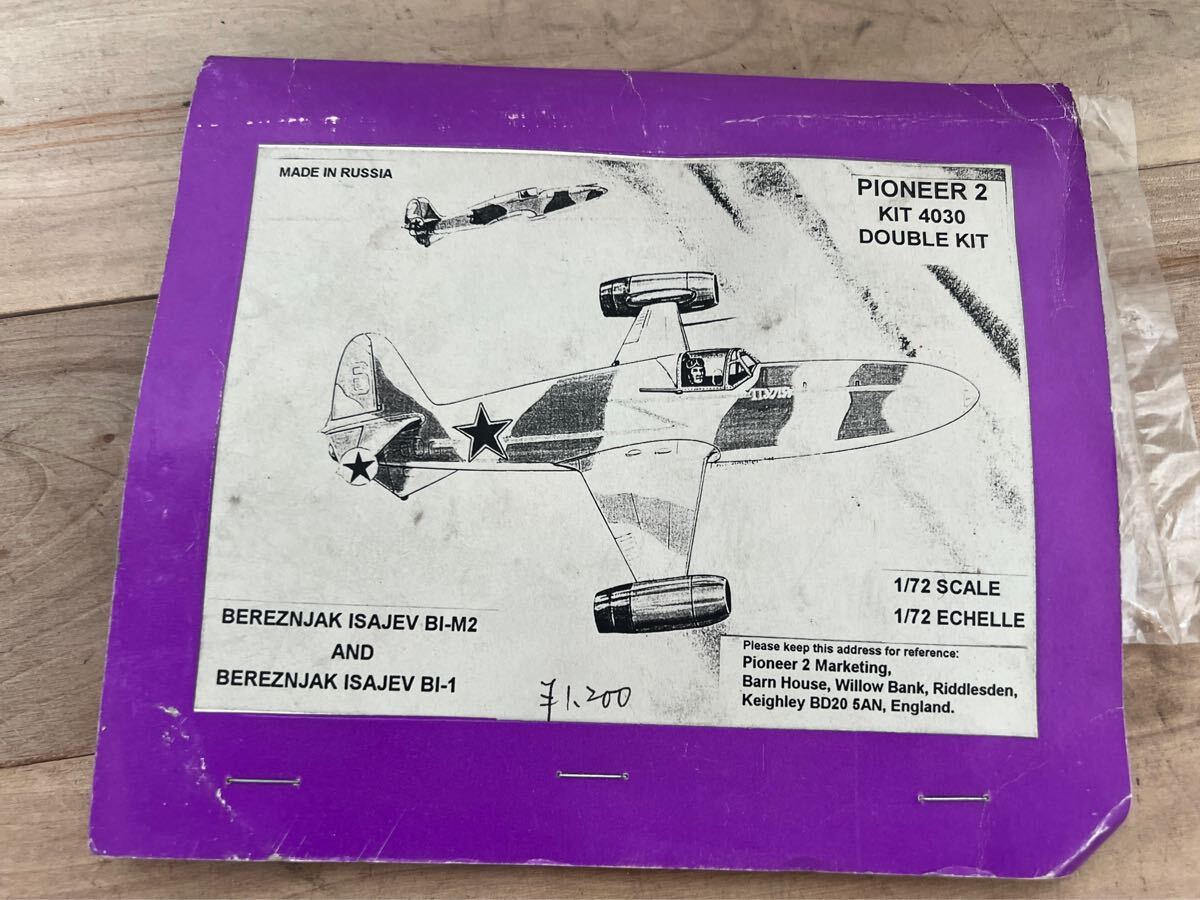 MADE IN RUSSIA
PIONEER 2
KIT 4030
DOUBLE KIT
1/72 SCALE
1/72 ECHELLE
BEREZNJAK ISAJEV BI-M2
AND
BEREZNJAK ISAJEV BI-1
¥1.200
Please keep this address for reference:
Pioneer 2 Marketing,
Barn House, Willow Bank, Riddlesden,
Keighley BD20 5AN, England.